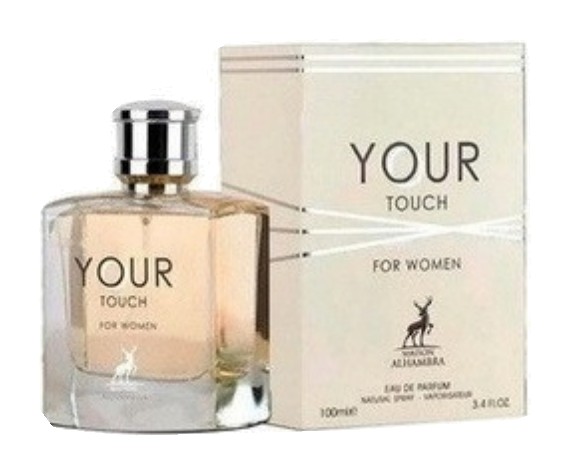 YOUR
TOUCH
FOR WOMEN
MAISON
ALHAMBRA
EAU DE PARFUM
NATURAL SPRAY - VAPORISATEUR
100ml℮ 3.4 FL.OZ.
YOUR
TOUCH
FOR WOMEN
ALHAMBRA